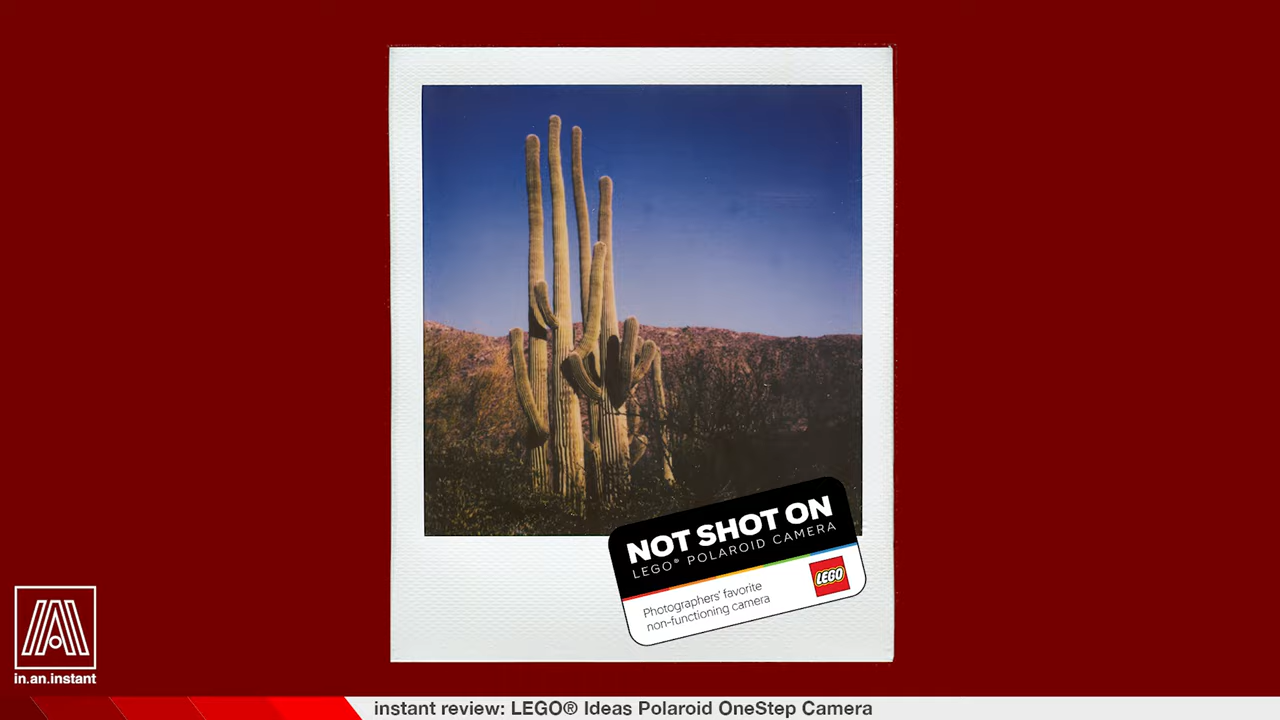 NOT SHOT ON
LEGO® POLAROID CAMERA
LEGO
Photographers' favorite
non-functioning camera
in.an.instant
instant review: LEGO® Ideas Polaroid OneStep Camera